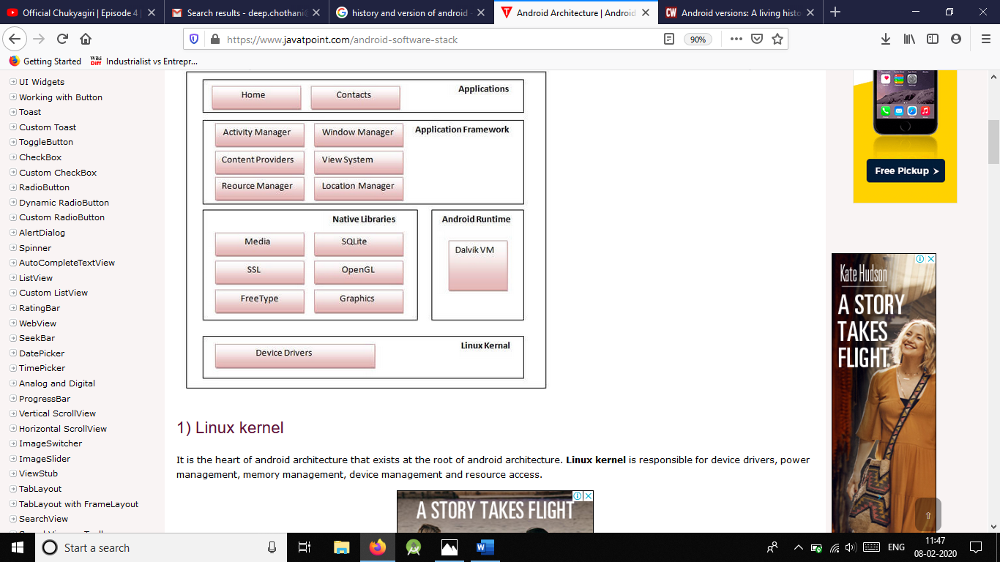 Official Chukyagiri | Episode 4 |
Search results - deep.chothani@
history and version of android -
Android Architecture | Android
Android versions: A living histo
https://www.javatpoint.com/android-software-stack
90%
Getting Started
Wiki Diff
Industrialist vs Entrepr...
UI Widgets
Working with Button
Toast
Custom Toast
ToggleButton
CheckBox
Custom CheckBox
RadioButton
Dynamic RadioButton
Custom RadioButton
AlertDialog
Spinner
AutoCompleteTextView
ListView
Custom ListView
RatingBar
WebView
SeekBar
DatePicker
TimePicker
Analog and Digital
ProgressBar
Vertical ScrollView
Horizontal ScrollView
ImageSwitcher
ImageSlider
ViewStub
TabLayout
TabLayout with FrameLayout
SearchView
Home
Contacts
Applications
Activity Manager
Window Manager
Application Framework
Content Providers
View System
Reource Manager
Location Manager
Native Libraries
Android Runtime
Media
SQLite
Dalvik VM
SSL
OpenGL
FreeType
Graphics
Linux Kernel
Device Drivers
1) Linux kernel
It is the heart of android architecture that exists at the root of android architecture. Linux kernel is responsible for device drivers, power
management, memory management, device management and resource access.
A STORY TAKES FLIGHT
Free Pickup >
Kate Hudson
A STORY
TAKES
FLIGHT.
Start a search
ENG
11:47
08-02-2020